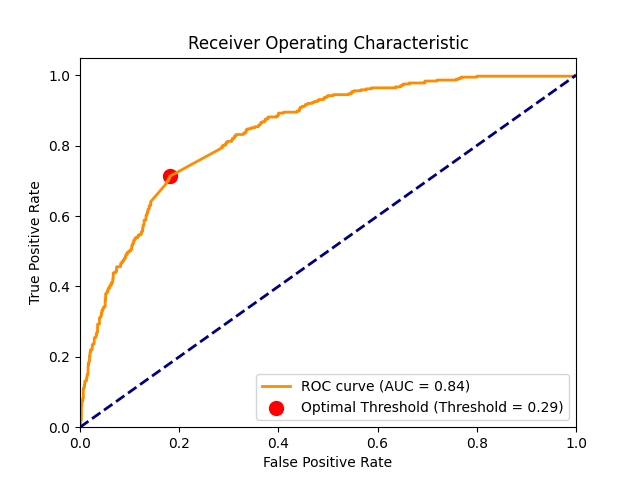 Receiver Operating Characteristic
True Positive Rate
1.0
0.8
0.6
0.4
0.2
0.0
0.0 0.2 0.4 0.6 0.8 1.0
False Positive Rate
ROC curve (AUC = 0.84)
Optimal Threshold (Threshold = 0.29)